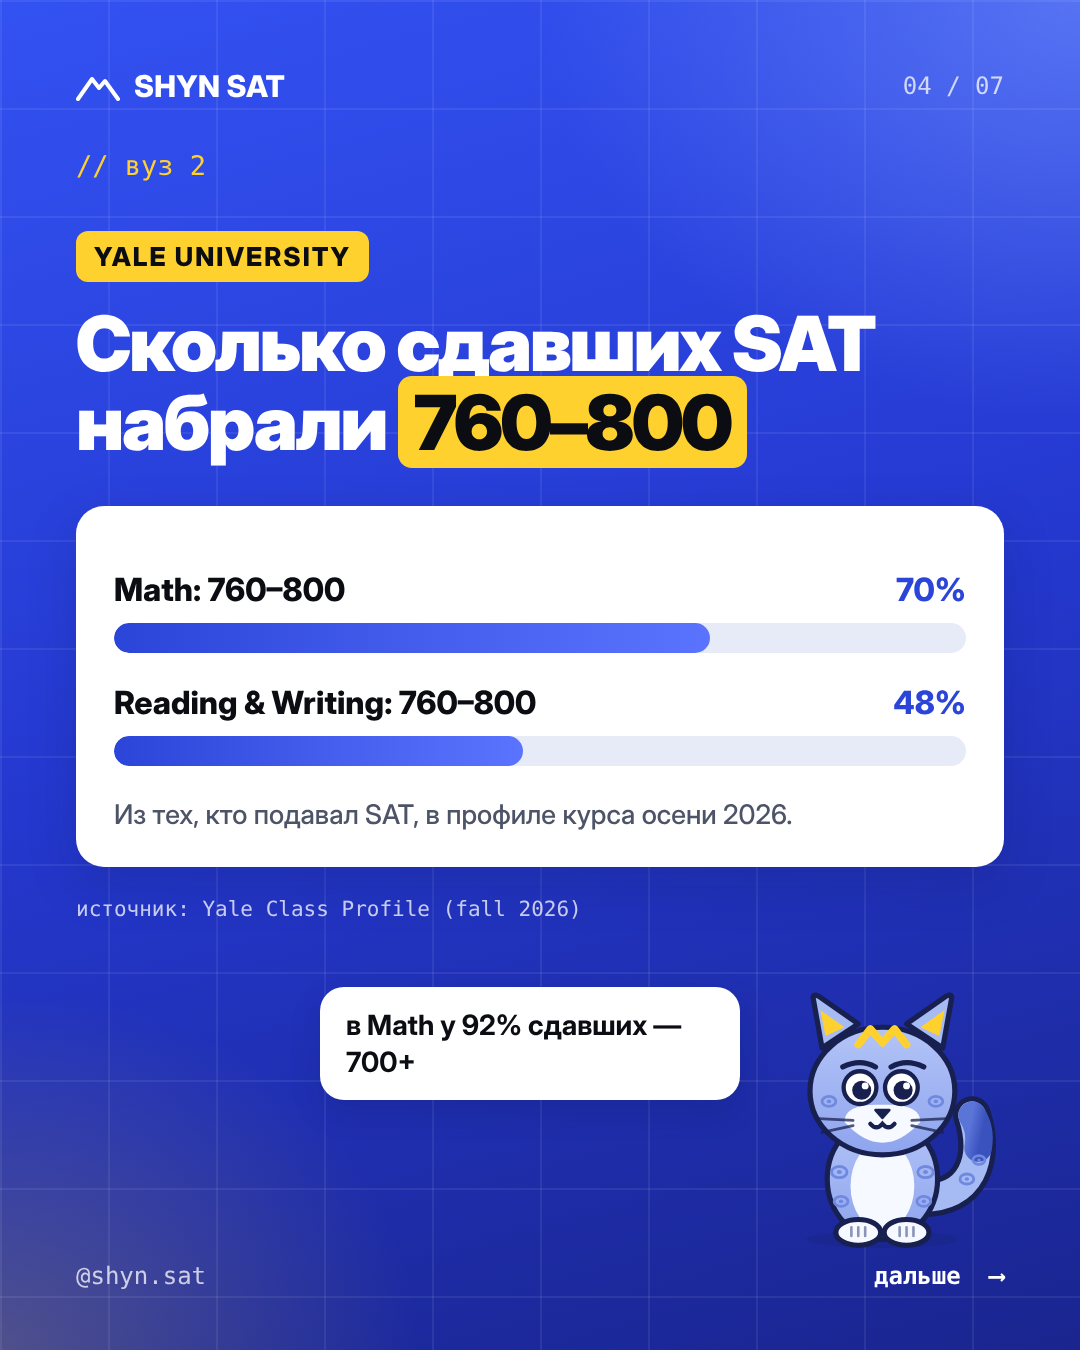 SHYN SAT
04 / 07
// вуз 2
YALE UNIVERSITY
Сколько сдавших SAT
набрали 760–800
Math: 760–800
70%
Reading & Writing: 760–800
48%
Из тех, кто подавал SAT, в профиле курса осени 2026.
источник: Yale Class Profile (fall 2026)
в Math у 92% сдавших —
700+
@shyn.sat
дальше →